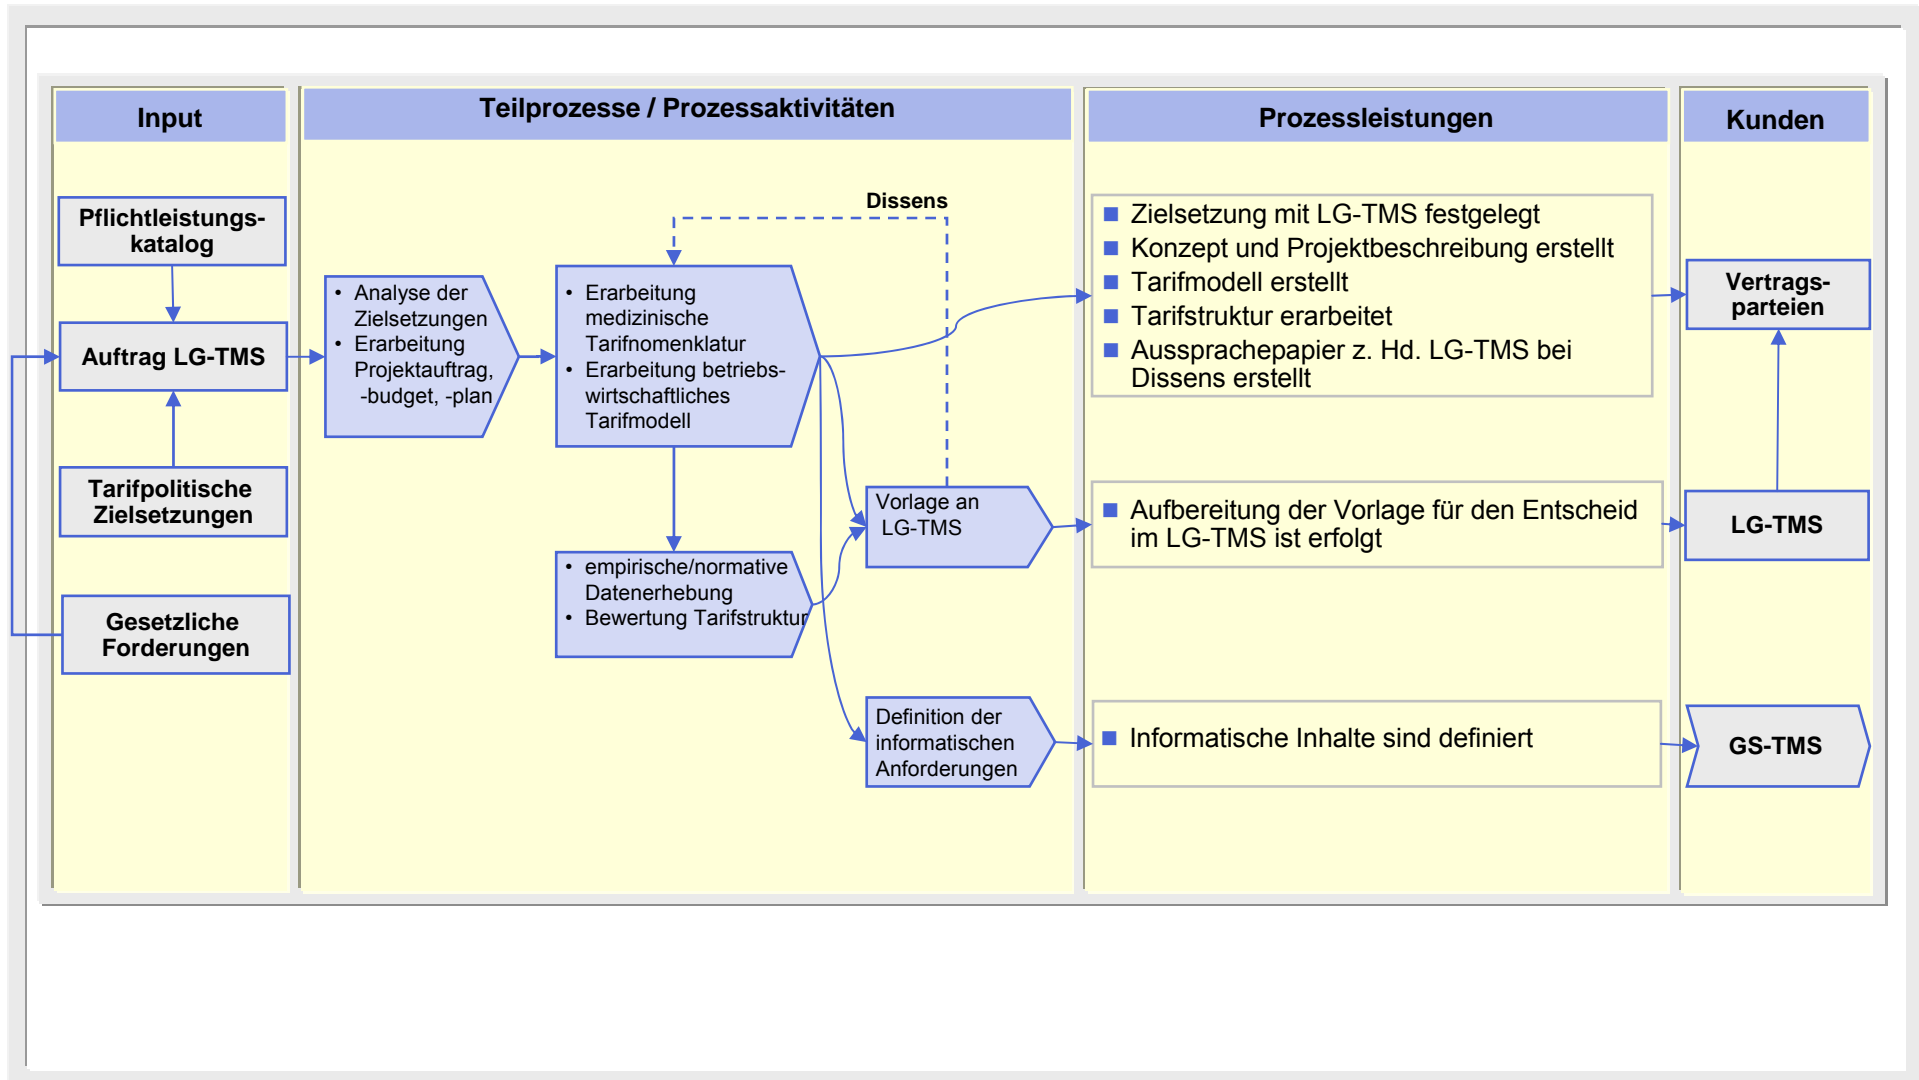 Input
Teilprozesse / Prozessaktivitäten
Prozessleistungen
Kunden
Pflichtleistungs-
katalog
Auftrag LG-TMS
Tarifpolitische
Zielsetzungen
Gesetzliche
Forderungen
• Analyse der
Zielsetzungen
• Erarbeitung
Projektauftrag,
-budget, -plan
Dissens
• Erarbeitung
medizinische
Tarifnomenklatur
• Erarbeitung betriebs-
wirtschaftliches
Tarifmodell
• empirische/normative
Datenerhebung
• Bewertung Tarifstruktur
Vorlage an
LG-TMS
Definition der
informatischen
Anforderungen
■ Zielsetzung mit LG-TMS festgelegt
■ Konzept und Projektbeschreibung erstellt
■ Tarifmodell erstellt
■ Tarifstruktur erarbeitet
■ Aussprachepapier z. Hd. LG-TMS bei
Dissens erstellt
■ Aufbereitung der Vorlage für den Entscheid
im LG-TMS ist erfolgt
■ Informatische Inhalte sind definiert
Vertrags-
parteien
LG-TMS
GS-TMS